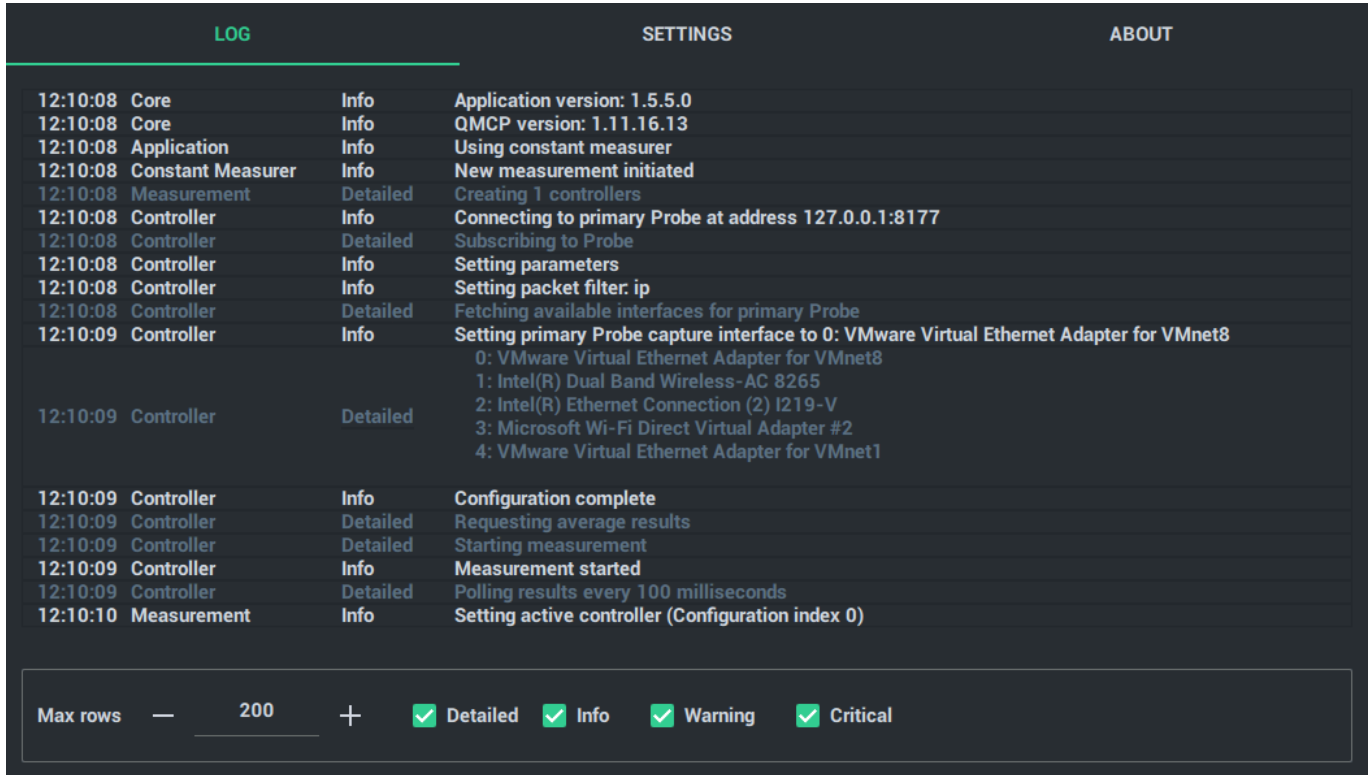 LOG SETTINGS ABOUT
12:10:08 Core Info Application version: 1.5.5.0
12:10:08 Core Info QMCP version: 1.11.16.13
12:10:08 Application Info Using constant measurer
12:10:08 Constant Measurer Info New measurement initiated
12:10:08 Measurement Detailed Creating 1 controllers
12:10:08 Controller Info Connecting to primary Probe at address 127.0.0.1:8177
12:10:08 Controller Detailed Subscribing to Probe
12:10:08 Controller Info Setting parameters
12:10:08 Controller Info Setting packet filter: ip
12:10:08 Controller Detailed Fetching available interfaces for primary Probe
12:10:09 Controller Info Setting primary Probe capture interface to 0: VMware Virtual Ethernet Adapter for VMnet8
0: VMware Virtual Ethernet Adapter for VMnet8
1: Intel(R) Dual Band Wireless-AC 8265
12:10:09 Controller Detailed 2: Intel(R) Ethernet Connection (2) I219-V
3: Microsoft Wi-Fi Direct Virtual Adapter #2
4: VMware Virtual Ethernet Adapter for VMnet1
12:10:09 Controller Info Configuration complete
12:10:09 Controller Detailed Requesting average results
12:10:09 Controller Detailed Starting measurement
12:10:09 Controller Info Measurement started
12:10:09 Controller Detailed Polling results every 100 milliseconds
12:10:10 Measurement Info Setting active controller (Configuration index 0)
Max rows — 200 + Detailed Info Warning Critical